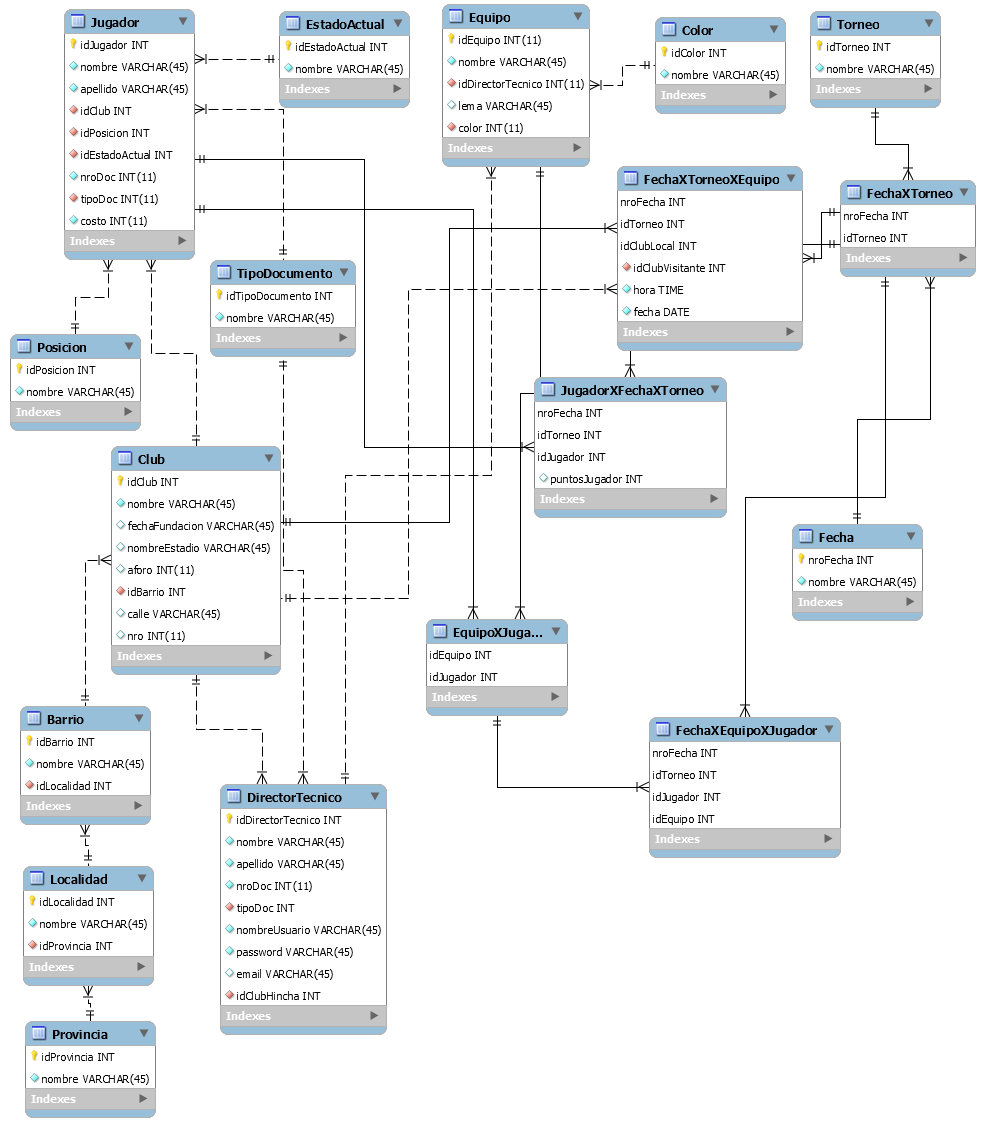 Jugador
idJugador INT
nombre VARCHAR(45)
apellido VARCHAR(45)
idClub INT
idPosicion INT
idEstadoActual INT
nroDoc INT(11)
tipoDoc INT(11)
costo INT(11)
Indexes
EstadoActual
idEstadoActual INT
nombre VARCHAR(45)
Indexes
Equipo
idEquipo INT(11)
nombre VARCHAR(45)
idDirectorTecnico INT(11)
lema VARCHAR(45)
color INT(11)
Indexes
Color
idColor INT
nombre VARCHAR(45)
Indexes
Torneo
idTorneo INT
nombre VARCHAR(45)
Indexes
FechaXTorneoXEquipo
nroFecha INT
idTorneo INT
idClubLocal INT
idClubVisitante INT
hora TIME
fecha DATE
Indexes
FechaXTorneo
nroFecha INT
idTorneo INT
Indexes
TipoDocumento
idTipoDocumento INT
nombre VARCHAR(45)
Indexes
Posicion
idPosicion INT
nombre VARCHAR(45)
Indexes
JugadorXFechaXTorneo
nroFecha INT
idTorneo INT
idJugador INT
puntosJugador INT
Indexes
Club
idClub INT
nombre VARCHAR(45)
fechaFundacion VARCHAR(45)
nombreEstadio VARCHAR(45)
aforo INT(11)
idBarrio INT
calle VARCHAR(45)
nro INT(11)
Indexes
Fecha
nroFecha INT
nombre VARCHAR(45)
Indexes
EquipoXJuga...
idEquipo INT
idJugador INT
Indexes
Barrio
idBarrio INT
nombre VARCHAR(45)
idLocalidad INT
Indexes
FechaXEquipoXJugador
nroFecha INT
idTorneo INT
idJugador INT
idEquipo INT
Indexes
DirectorTecnico
idDirectorTecnico INT
nombre VARCHAR(45)
apellido VARCHAR(45)
nroDoc INT(11)
tipoDoc INT
nombreUsuario VARCHAR(45)
password VARCHAR(45)
email VARCHAR(45)
idClubHincha INT
Indexes
Localidad
idLocalidad INT
nombre VARCHAR(45)
idProvincia INT
Indexes
Provincia
idProvincia INT
nombre VARCHAR(45)
Indexes